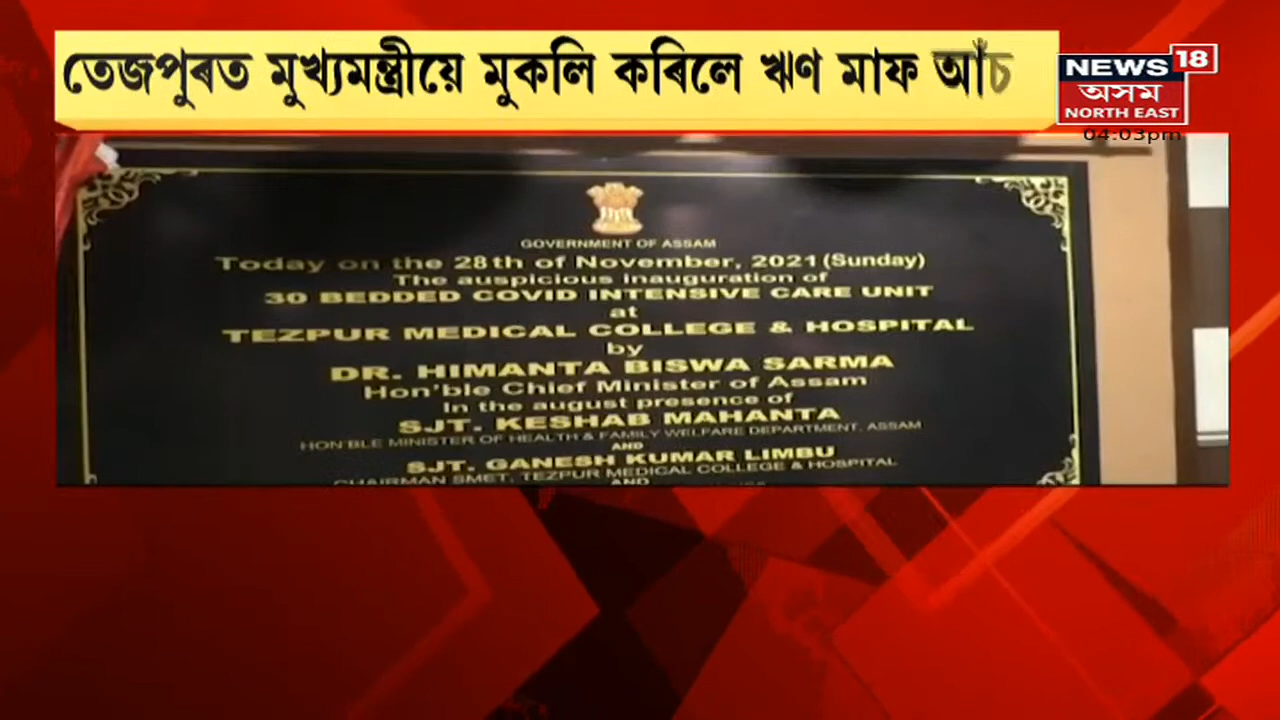 তেজপুৰত মুখ্যমন্ত্ৰীয়ে মুকলি কৰিলে ঋণ মাফ আঁচ
NEWS 18
অসম
NORTH EAST
04:03pm
GOVERNMENT OF ASSAM
Today on the 28th of November, 2021 (Sunday)
The auspicious inauguration of
30 BEDDED COVID INTENSIVE CARE UNIT
at
TEZPUR MEDICAL COLLEGE & HOSPITAL
by
DR. HIMANTA BISWA SARMA
Hon'ble Chief Minister of Assam
In the august presence of
SJT. KESHAB MAHANTA
HON'BLE MINISTER OF HEALTH & FAMILY WELFARE DEPARTMENT, ASSAM
AND
SJT. GANESH KUMAR LIMBU
CHAIRMAN SMET, TEZPUR MEDICAL COLLEGE & HOSPITAL
AND